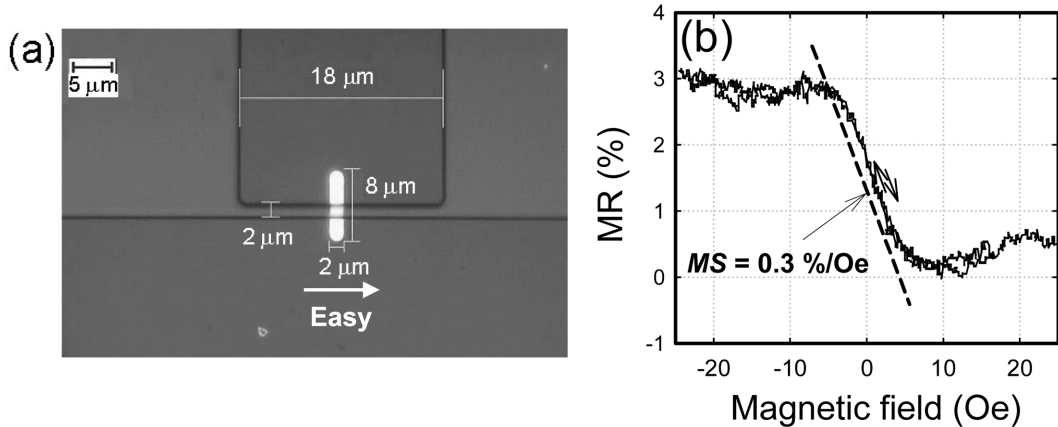 (a)
5 μm
18 μm
8 μm
2 μm
2 μm
Easy
(b)
4
3
2
1
0
-1
MR (%)
MS = 0.3 %/Oe
-20 -10 0 10 20
Magnetic field (Oe)